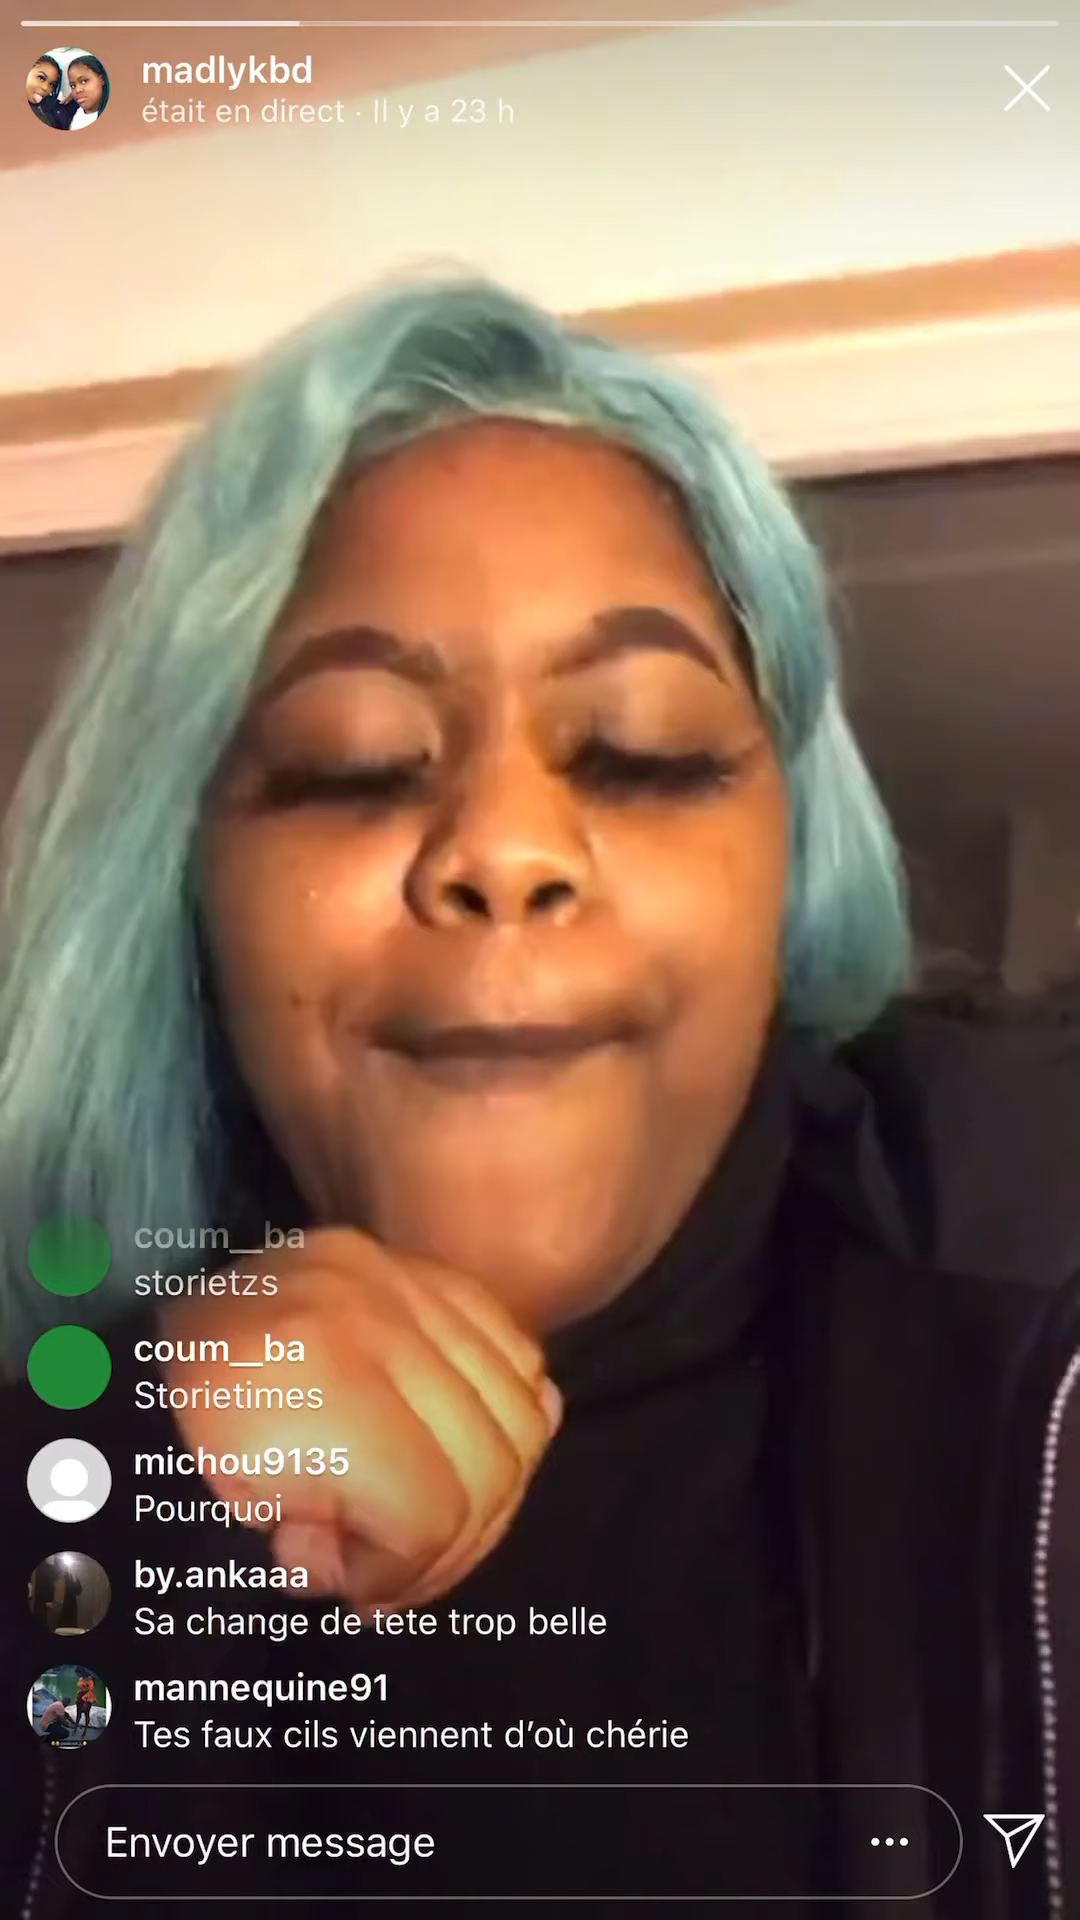 madlykbd
était en direct · Il y a 23 h
coum__ba
storietzs
coum__ba
Storietimes
michou9135
Pourquoi
by.ankaaa
Sa change de tete trop belle
mannequine91
Tes faux cils viennent d’où chérie
Envoyer message